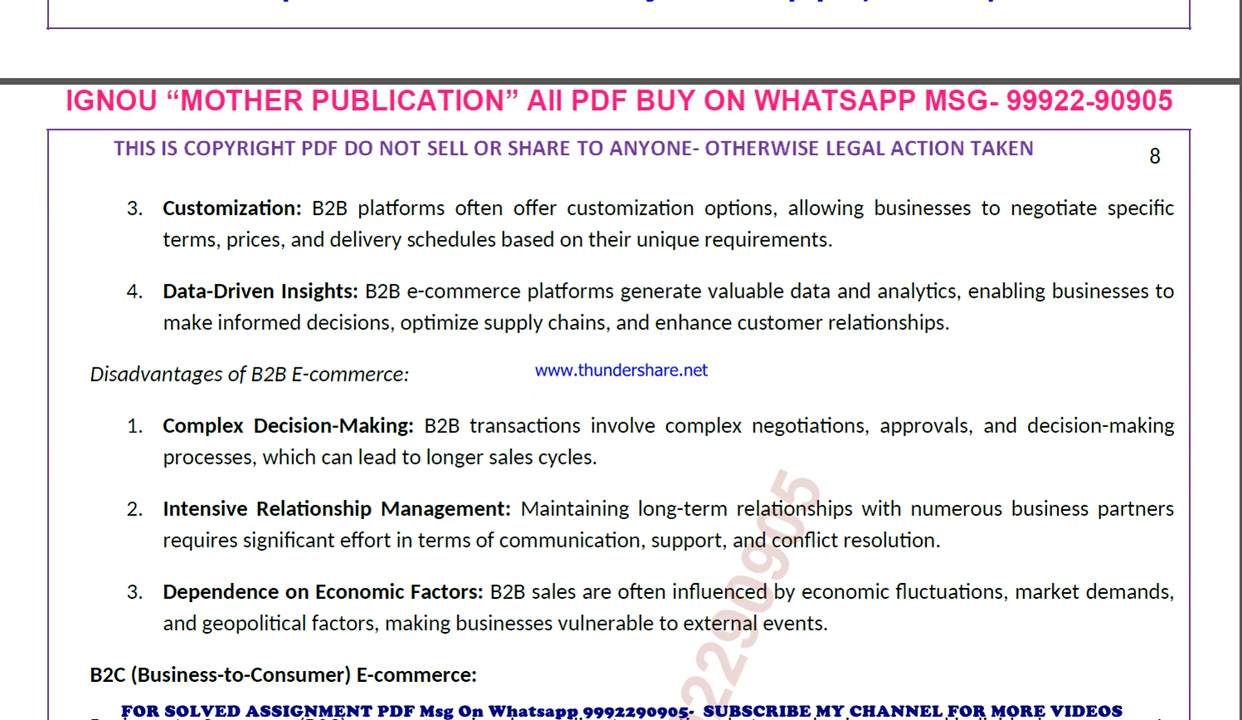 IGNOU “MOTHER PUBLICATION” All PDF BUY ON WHATSAPP MSG- 99922-90905
THIS IS COPYRIGHT PDF DO NOT SELL OR SHARE TO ANYONE- OTHERWISE LEGAL ACTION TAKEN
8
3. Customization: B2B platforms often offer customization options, allowing businesses to negotiate specific
terms, prices, and delivery schedules based on their unique requirements.
4. Data-Driven Insights: B2B e-commerce platforms generate valuable data and analytics, enabling businesses to
make informed decisions, optimize supply chains, and enhance customer relationships.
Disadvantages of B2B E-commerce:
www.thundershare.net
1. Complex Decision-Making: B2B transactions involve complex negotiations, approvals, and decision-making
processes, which can lead to longer sales cycles.
2. Intensive Relationship Management: Maintaining long-term relationships with numerous business partners
requires significant effort in terms of communication, support, and conflict resolution.
3. Dependence on Economic Factors: B2B sales are often influenced by economic fluctuations, market demands,
and geopolitical factors, making businesses vulnerable to external events.
2290905
B2C (Business-to-Consumer) E-commerce:
FOR SOLVED ASSIGNMENT PDF Msg On Whatsapp 9992290905- SUBSCRIBE MY CHANNEL FOR MORE VIDEOS